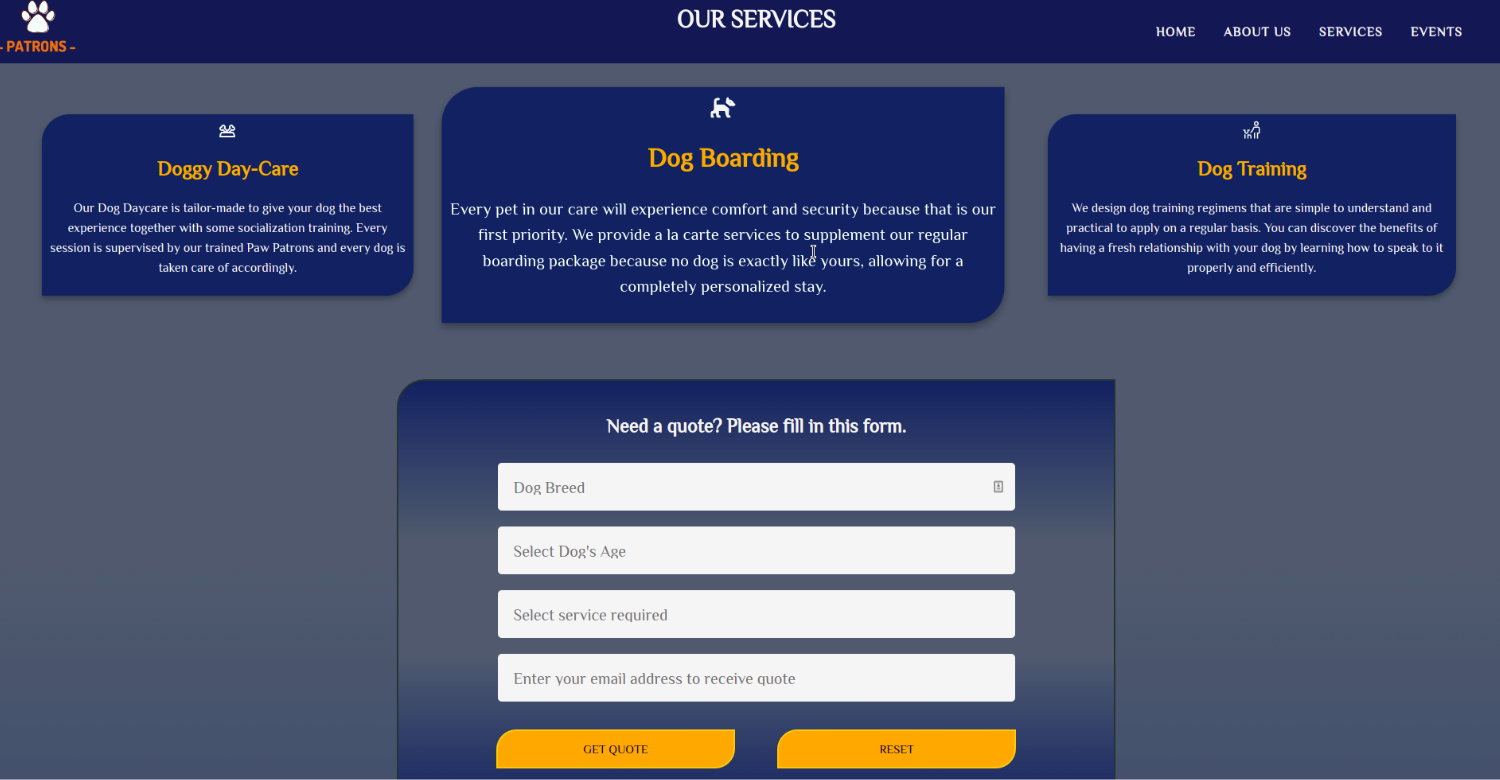 OUR SERVICES
- PATRONS -
HOME ABOUT US SERVICES EVENTS
Doggy Day-Care
Our Dog Daycare is tailor-made to give your dog the best
experience together with some socialization training. Every
session is supervised by our trained Paw Patrons and every dog is
taken care of accordingly.
Dog Boarding
Every pet in our care will experience comfort and security because that is our
first priority. We provide a la carte services to supplement our regular
boarding package because no dog is exactly like yours, allowing for a
completely personalized stay.
Dog Training
We design dog training regimens that are simple to understand and
practical to apply on a regular basis. You can discover the benefits of
having a fresh relationship with your dog by learning how to speak to it
properly and efficiently.
Need a quote? Please fill in this form.
Dog Breed
Select Dog's Age
Select service required
Enter your email address to receive quote
GET QUOTE RESET